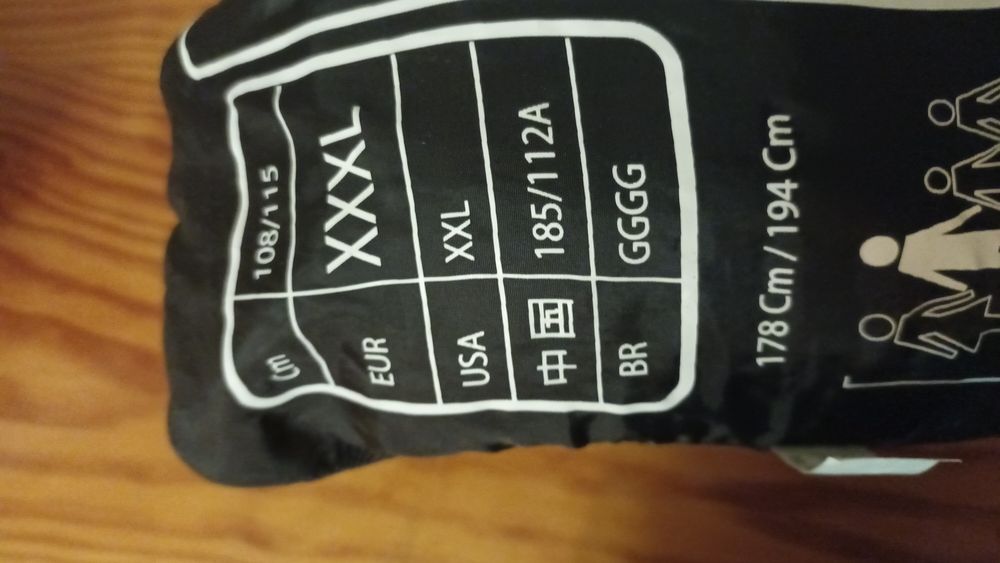 Cm 108/115
EUR XXXL
USA XXL
中国 185/112A
BR GGGG
178 Cm / 194 Cm